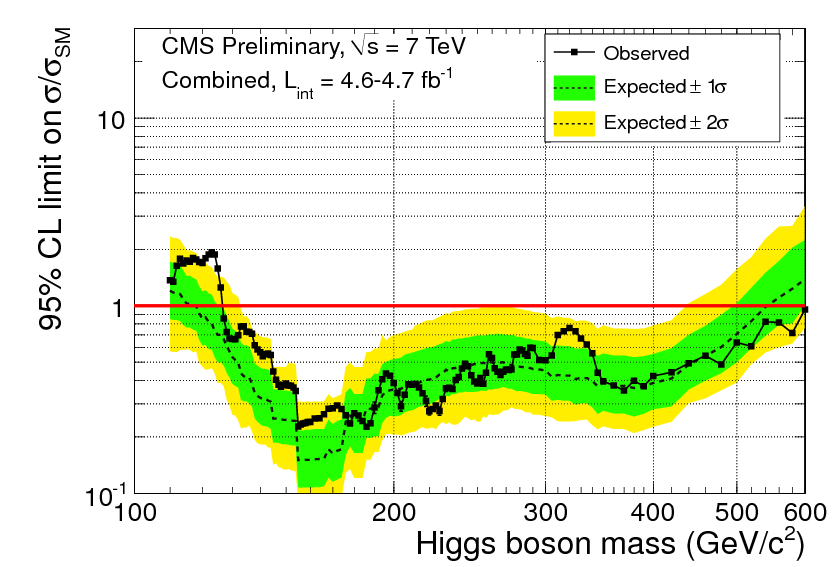 CMS Preliminary, √s = 7 TeV
Combined, L_int = 4.6-4.7 fb⁻¹
Observed
Expected ± 1σ
Expected ± 2σ
95% CL limit on σ/σ_SM
10
1
10⁻¹
100
200
300
400
500
600
Higgs boson mass (GeV/c²)